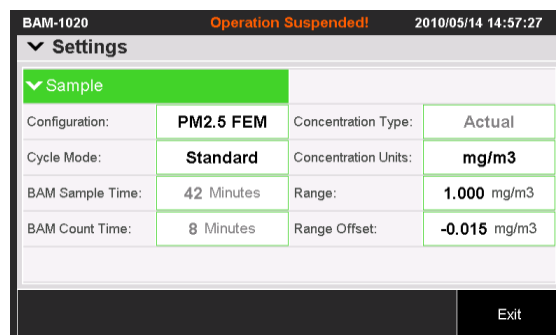 BAM-1020 Operation Suspended! 2010/05/14 14:57:27
Settings
Sample
Configuration: PM2.5 FEM Concentration Type: Actual
Cycle Mode: Standard Concentration Units: mg/m3
BAM Sample Time: 42 Minutes Range: 1.000 mg/m3
BAM Count Time: 8 Minutes Range Offset: -0.015 mg/m3
Exit